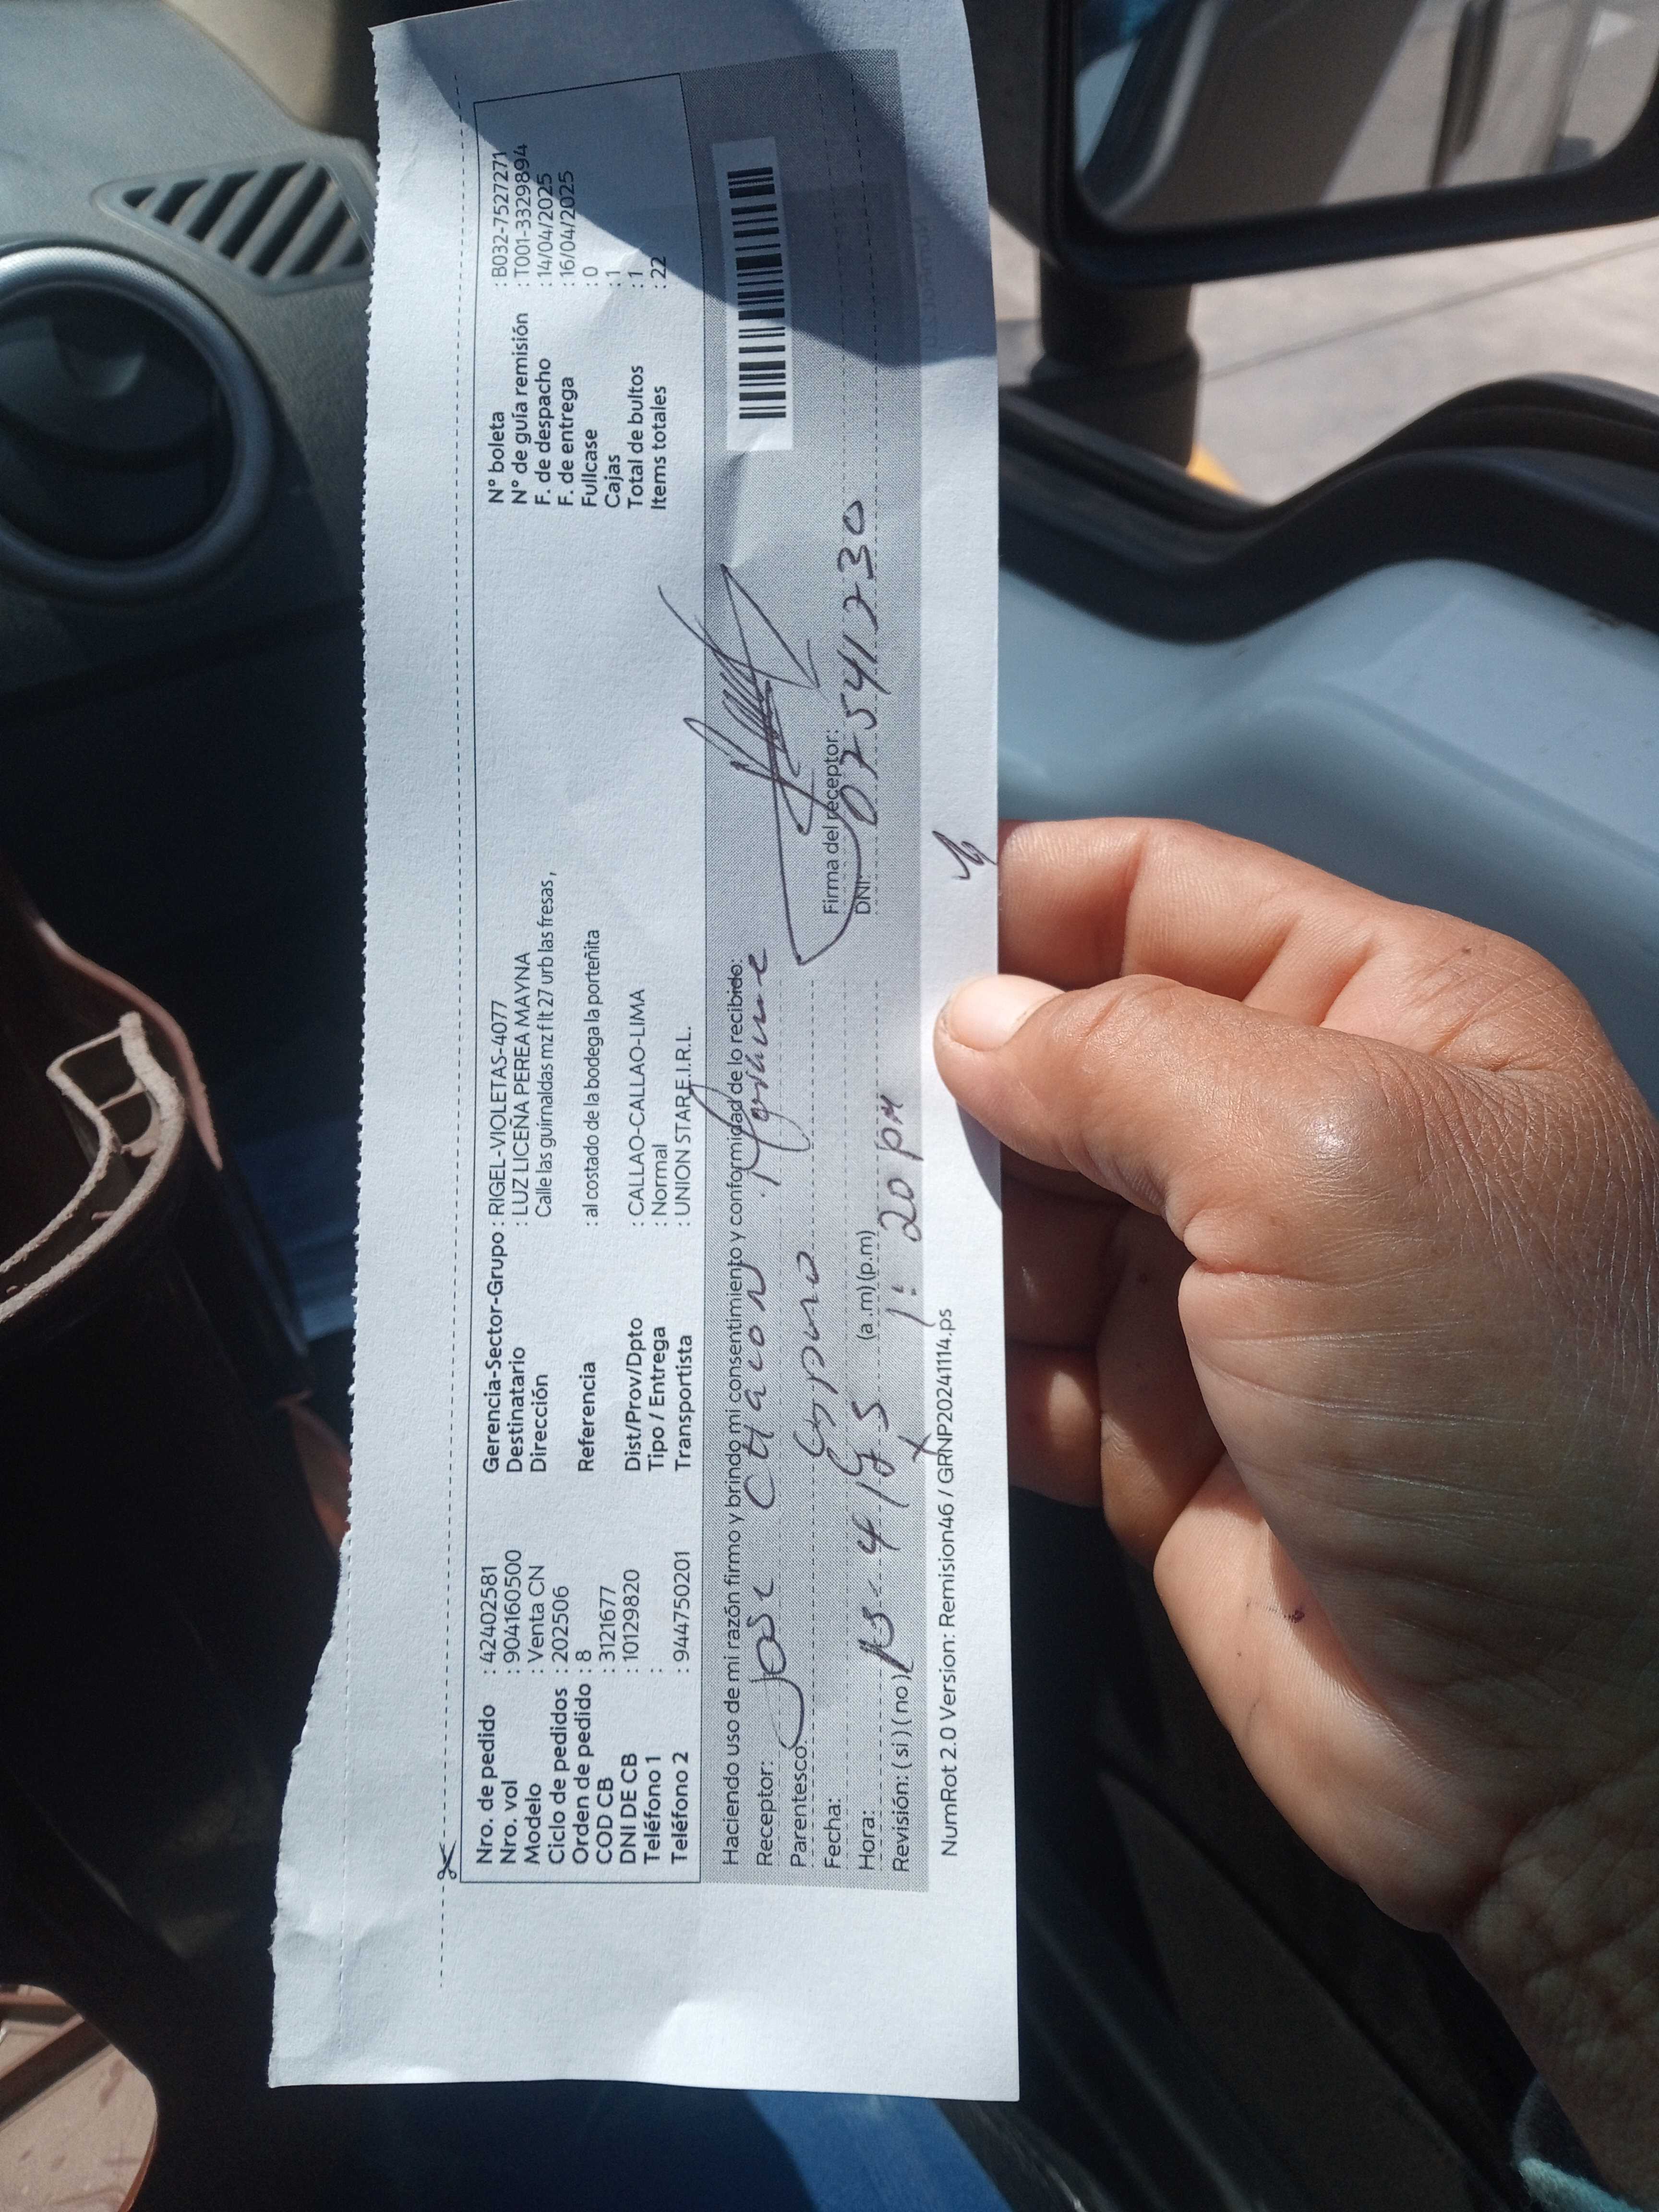 Nro. de pedido : 42402581
Nro. vol : 904160500
Modelo : Venta CN
Ciclo de pedidos : 202506
Orden de pedido : 8
COD CB : 3121677
DNI DE CB : 10129820
Teléfono 1 :
Teléfono 2 : 944750201
Gerencia-Sector-Grupo : RIGEL-VIOLETAS-4077
Destinatario : LUZ LICEÑA PEREA MAYNA
Dirección Calle las guirnaldas mz f lt 27 urb las fresas,
Referencia : al costado de la bodega la porteñita
Dist/Prov/Dpto : CALLAO-CALLAO-LIMA
Tipo / Entrega : Normal
Transportista : UNION STAR E.I.R.L.
N° boleta : B032-7527271
N° de guía remisión : T001-3329894
F. de despacho : 14/04/2025
F. de entrega : 16/04/2025
Fullcase : 0
Cajas : 1
Total de bultos : 1
Items totales : 22
Haciendo uso de mi razón firmo y brindo mi consentimiento y conformidad de lo recibido:
Receptor: Jose CHacon
Parentesco:
Fecha:
Hora: (a.m) (p.m) 1:20 PM
Revisión: ( si ) ( no )
Firma del receptor:
DNI: 07541730
NumRot 2.0 Version: Remision46 / GRNP20241114.ps